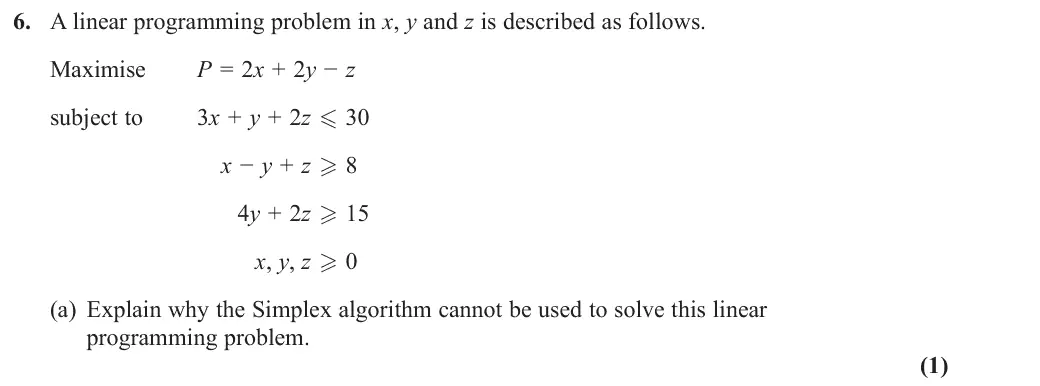 6. A linear programming problem in x, y and z is described as follows.
Maximise P = 2x + 2y − z
subject to 3x + y + 2z ⩽ 30
x − y + z ⩾ 8
4y + 2z ⩾ 15
x, y, z ⩾ 0
(a) Explain why the Simplex algorithm cannot be used to solve this linear
programming problem.
(1)